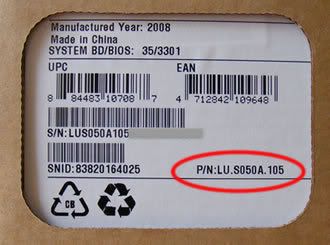 Manufactured Year: 2008
Made in China
SYSTEM BD/BIOS: 35/3301
UPC EAN
8 84483 10708 7 4 712842 109648
S/N: LUS050A105
SNID: 83820164025 P/N:LU.S050A.105
CB